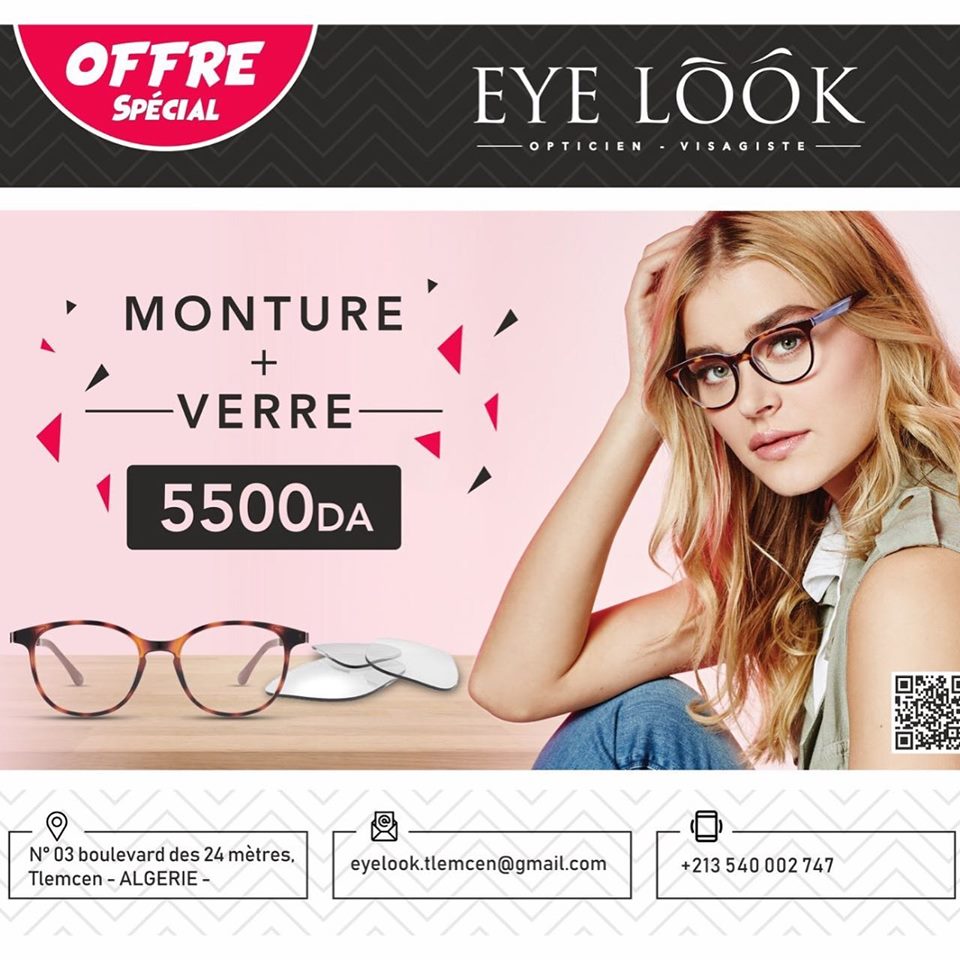 OFFRE
SPÉCIAL
EYE LŌÓK
OPTICIEN - VISAGISTE
MONTURE
+
VERRE
5500DA
N° 03 boulevard des 24 mètres,
Tlemcen - ALGERIE -
eyelook.tlemcen@gmail.com
+213 540 002 747